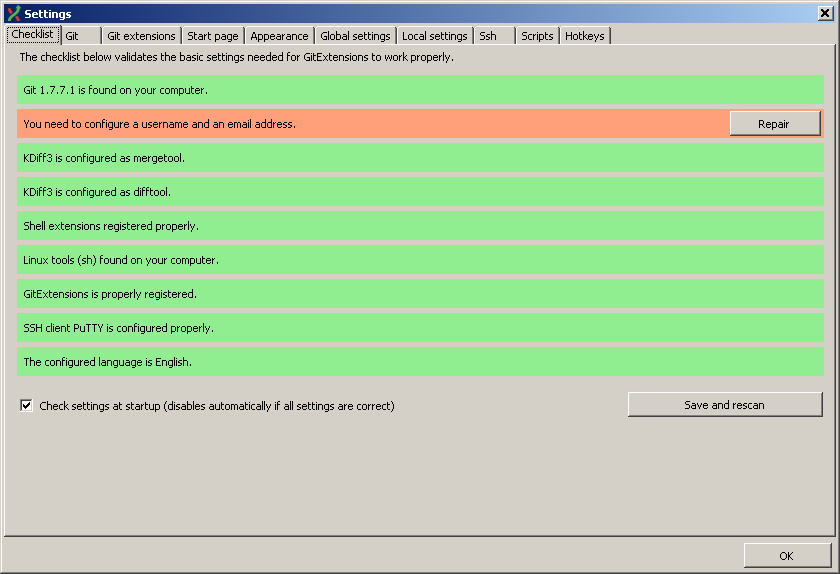 Settings
Checklist Git Git extensions Start page Appearance Global settings Local settings Ssh Scripts Hotkeys
The checklist below validates the basic settings needed for GitExtensions to work properly.
Git 1.7.7.1 is found on your computer.
You need to configure a username and an email address. Repair
KDiff3 is configured as mergetool.
KDiff3 is configured as difftool.
Shell extensions registered properly.
Linux tools (sh) found on your computer.
GitExtensions is properly registered.
SSH client PuTTY is configured properly.
The configured language is English.
Check settings at startup (disables automatically if all settings are correct) Save and rescan
OK